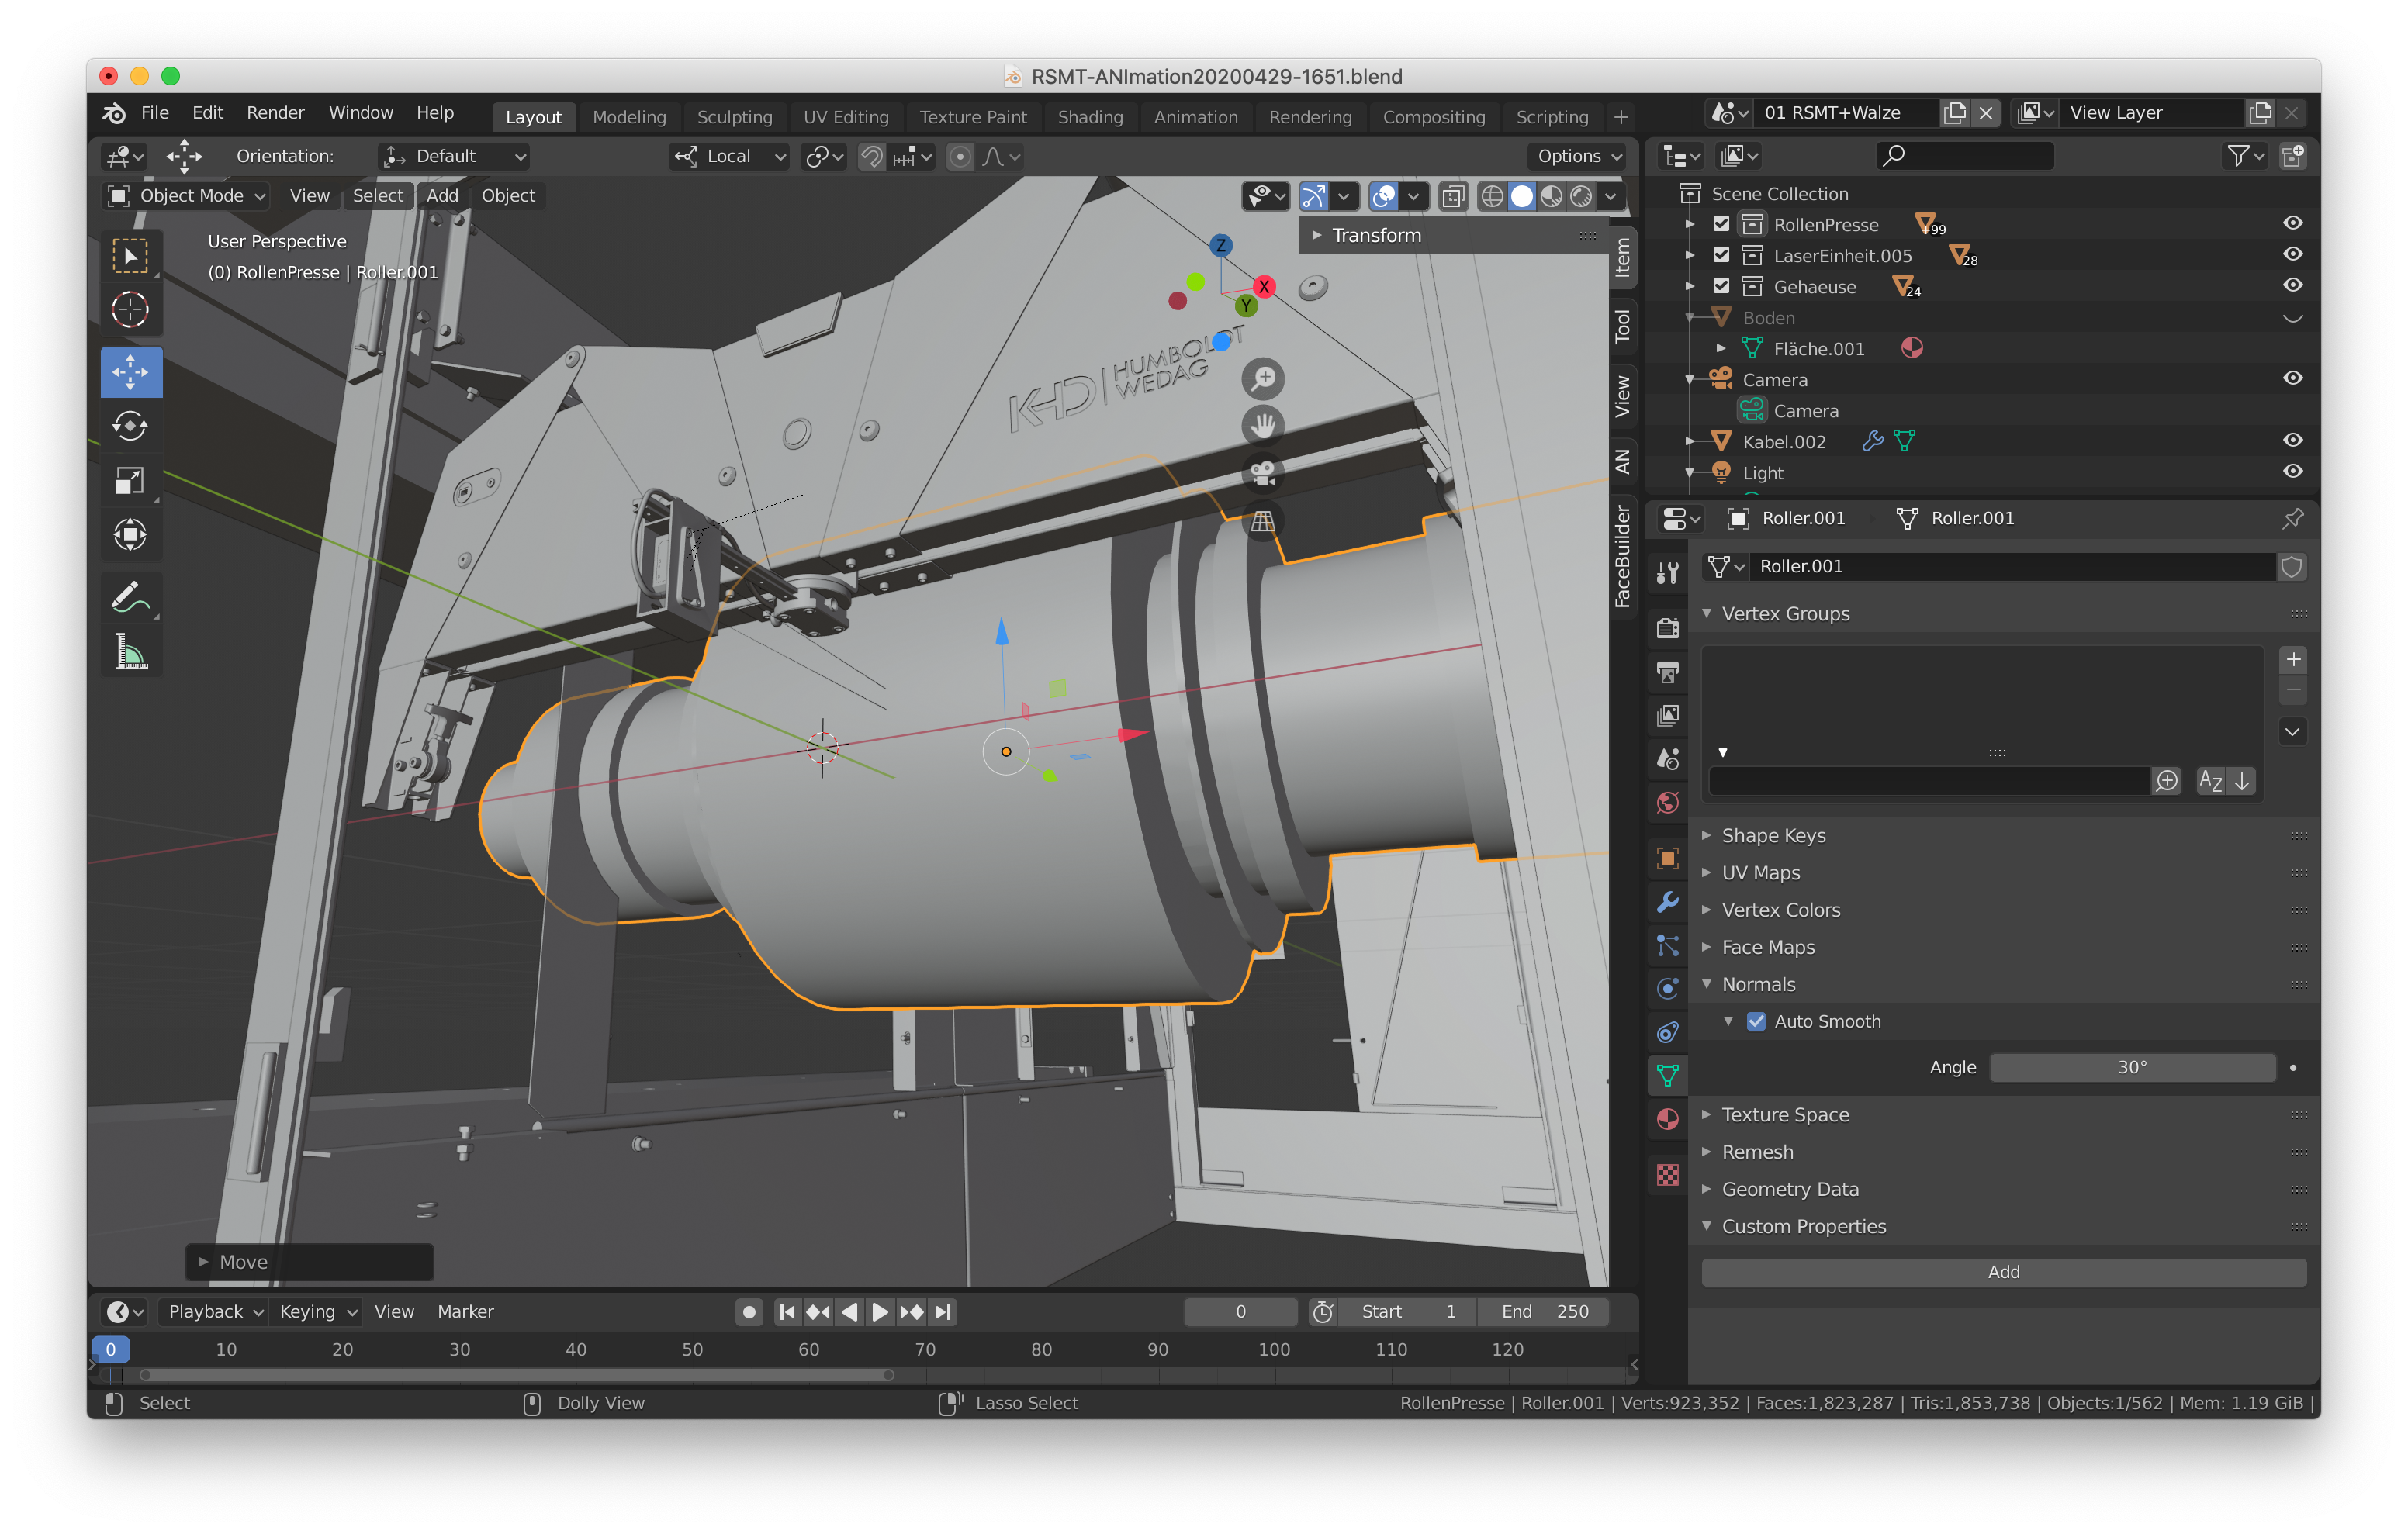 RSMT-ANImation20200429-1651.blend
File Edit Render Window Help Layout Modeling Sculpting UV Editing Texture Paint Shading Animation Rendering Compositing Scripting + 01 RSMT+Walze View Layer
Orientation: Default Local Options
Object Mode View Select Add Object
User Perspective
(0) RollenPresse | Roller.001
Transform
Item
Tool
View
AN
FaceBuilder
Z
X
Y
KHD HUMBOLDT
WEDAG
Move
Scene Collection
RollenPresse +99
LaserEinheit.005 28
Gehaeuse 24
Boden
Fläche.001
Camera
Camera
Kabel.002
Light
Roller.001 Roller.001
Roller.001
Vertex Groups
AZ
Shape Keys
UV Maps
Vertex Colors
Face Maps
Normals
Auto Smooth
Angle 30°
Texture Space
Remesh
Geometry Data
Custom Properties
Add
Playback Keying View Marker 0 Start 1 End 250
0 10 20 30 40 50 60 70 80 90 100 110 120
Select Dolly View Lasso Select RollenPresse | Roller.001 | Verts:923,352 | Faces:1,823,287 | Tris:1,853,738 | Objects:1/562 | Mem: 1.19 GiB |